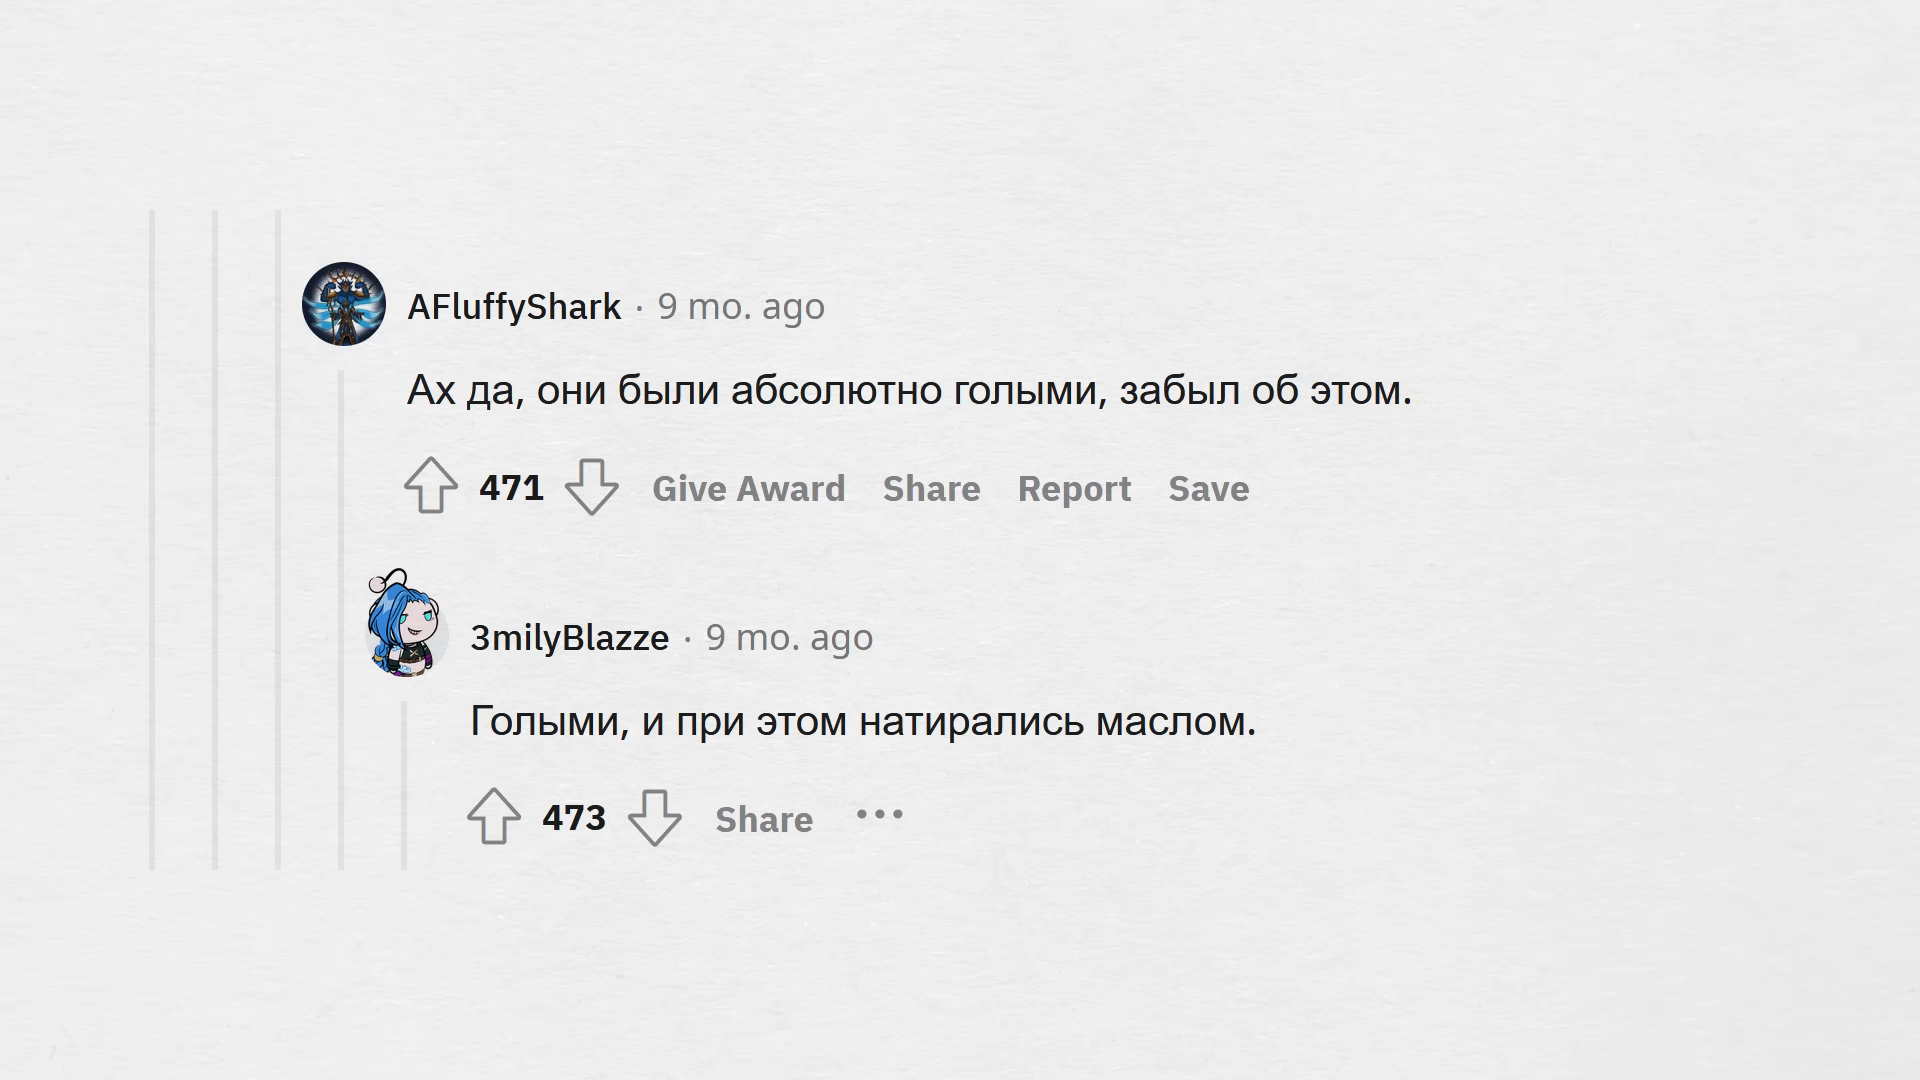 AFluffyShark · 9 mo. ago
Ах да, они были абсолютно голыми, забыл об этом.
471 Give Award Share Report Save
3milyBlazze · 9 mo. ago
Голыми, и при этом натирались маслом.
473 Share •••